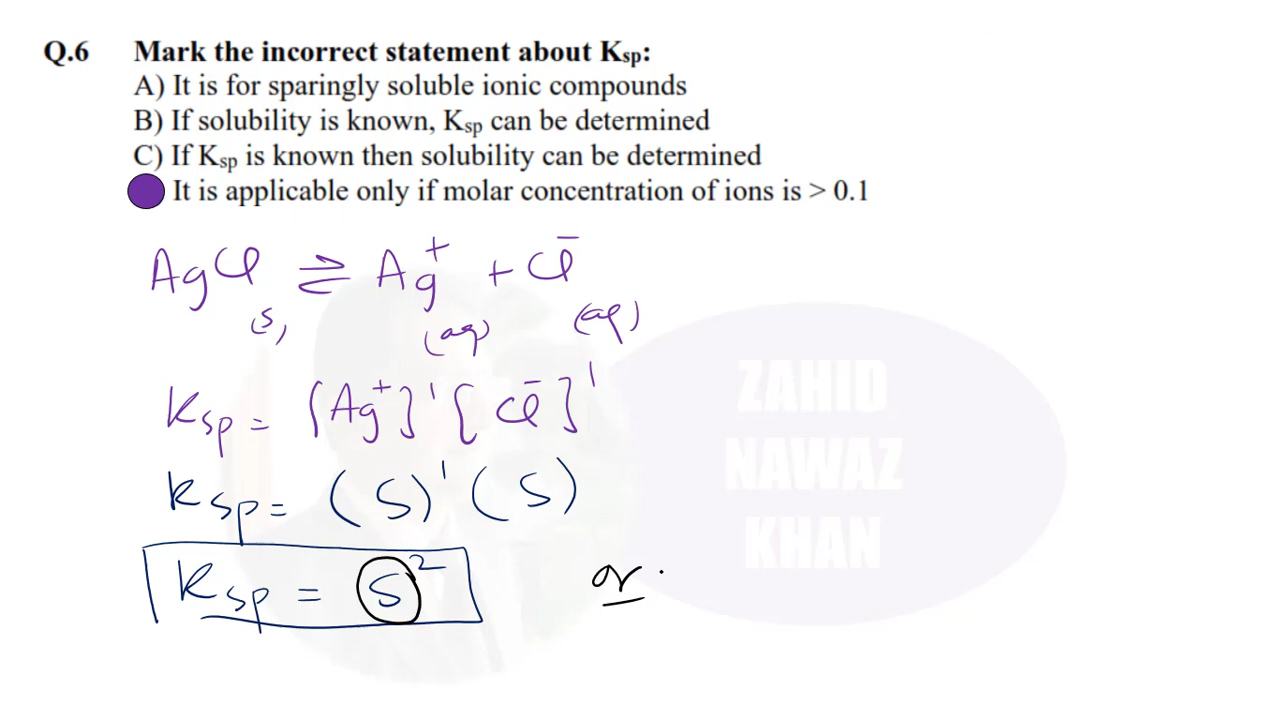 Q.6 Mark the incorrect statement about Ksp:
A) It is for sparingly soluble ionic compounds
B) If solubility is known, Ksp can be determined
C) If Ksp is known then solubility can be determined
It is applicable only if molar concentration of ions is > 0.1
AgCl ⇌ Ag⁺ + Cl⁻
(s) (aq) (aq)
Ksp = [Ag⁺]¹ [Cl⁻]¹
Ksp = (S)¹ (S)
Ksp = S² or
ZAHID
NAWAZ
KHAN